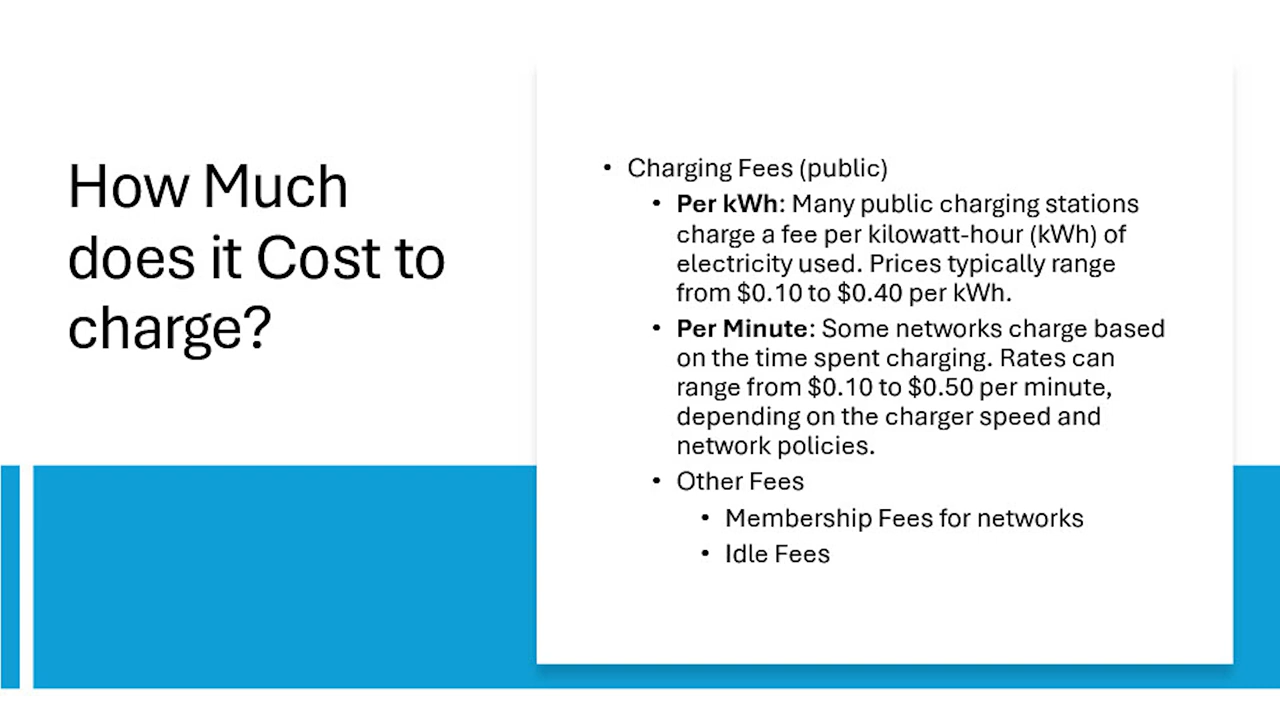 How Much
does it Cost to
charge?
• Charging Fees (public)
• Per kWh: Many public charging stations
charge a fee per kilowatt-hour (kWh) of
electricity used. Prices typically range
from $0.10 to $0.40 per kWh.
• Per Minute: Some networks charge based
on the time spent charging. Rates can
range from $0.10 to $0.50 per minute,
depending on the charger speed and
network policies.
• Other Fees
• Membership Fees for networks
• Idle Fees